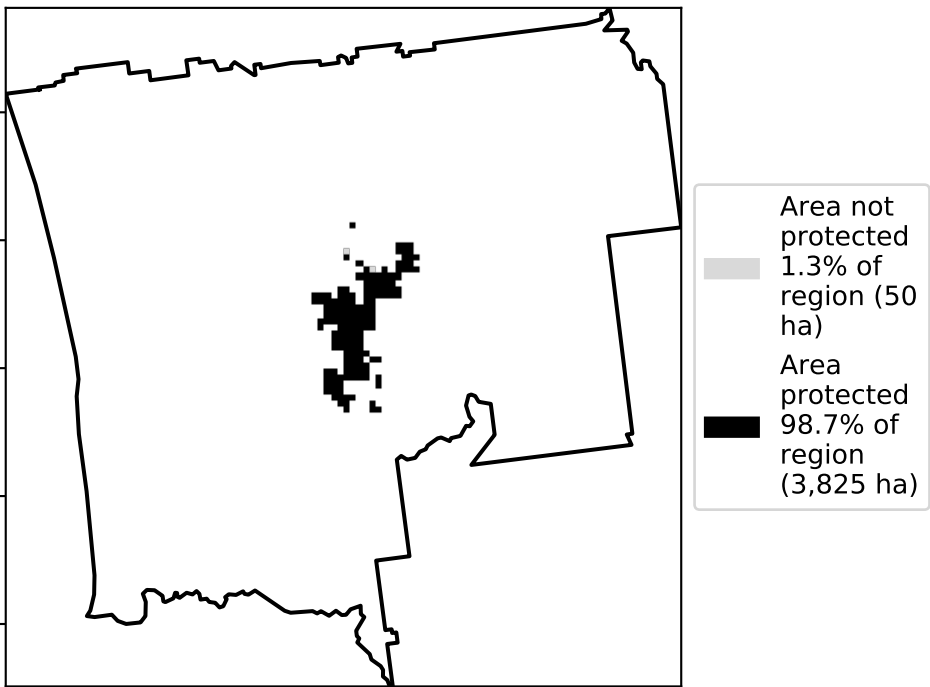 Area not
protected
1.3% of
region (50
ha)
Area
protected
98.7% of
region
(3,825 ha)